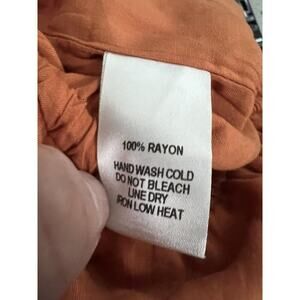 100% RAYON
HAND WASH COLD
DO NOT BLEACH
LINE DRY
IRON LOW HEAT